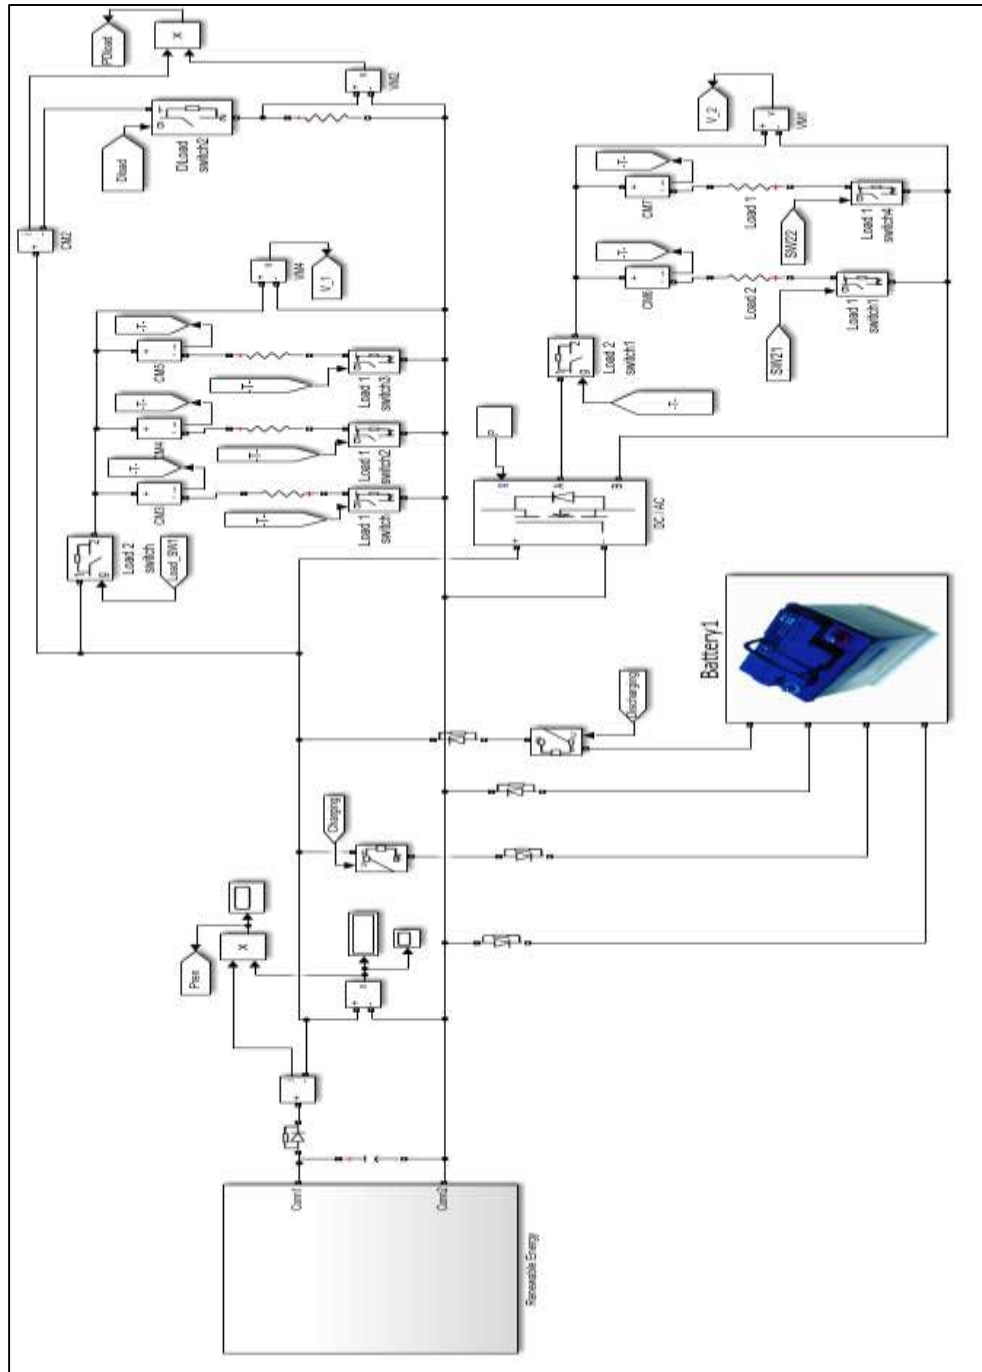 PDload
x
VM2
Dload
DLoad
switch2
CM2
VM4
V_1
-T-
CM5
-T-
Load 1
switch3
-T-
CM4
-T-
Load 1
switch2
-T-
CM3
-T-
Load 1
switch
Load 2
switch
Load_SW1
V_2
VM1
-T-
CM7
Load 1
SW22
Load 1
switch4
-T-
CM6
Load 2
SW21
Load 1
switch1
Load 2
switch1
-T-
P
g
A
B
+
-
DC / AC
Battery1
Discharging
Charging
x
Pren
Conn1
Conn2
Renewable Energy